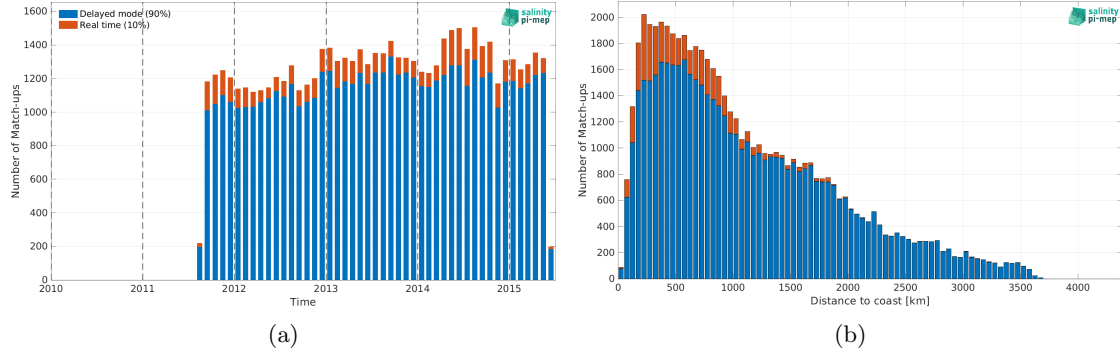 Delayed mode (90%)
Real time (10%)
salinity
pi-mep
Number of Match-ups
1600
1400
1200
1000
800
600
400
200
0
2010
2011
2012
2013
2014
2015
Time
(a)
salinity
pi-mep
Number of Match-ups
2000
1800
1600
1400
1200
1000
800
600
400
200
0
0
500
1000
1500
2000
2500
3000
3500
4000
Distance to coast [km]
(b)